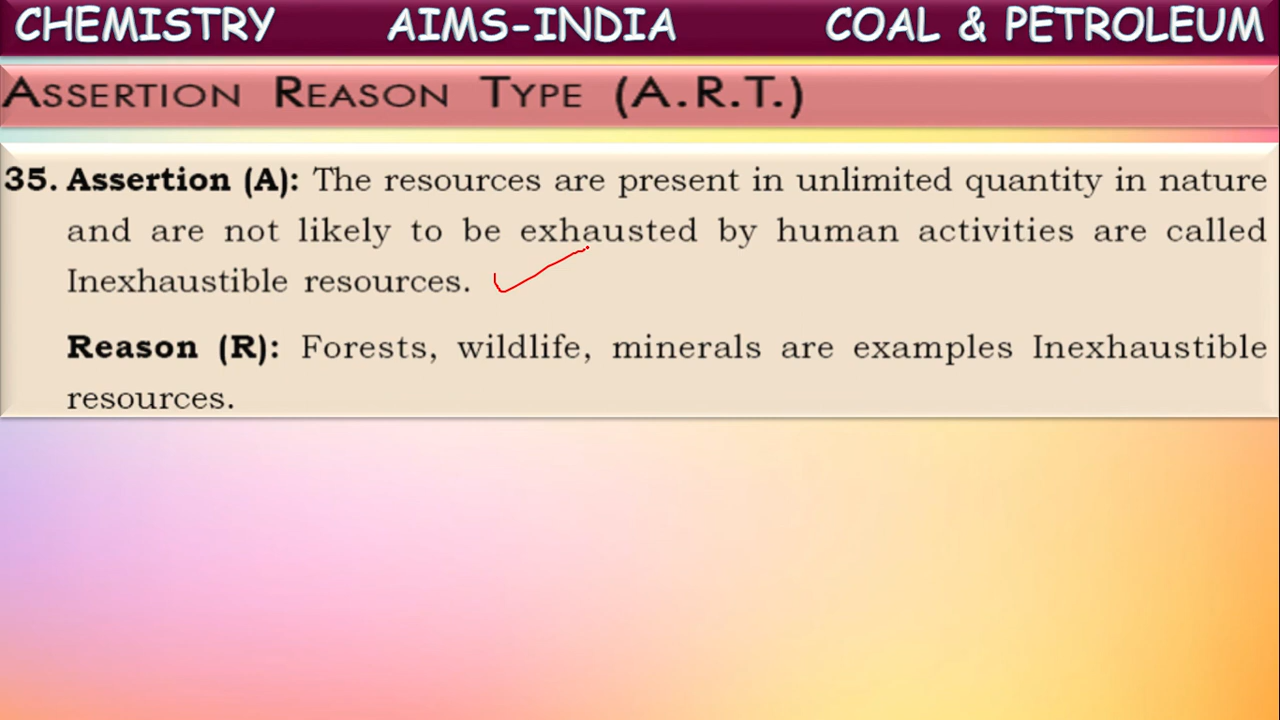 CHEMISTRY AIMS-INDIA COAL & PETROLEUM
ASSERTION REASON TYPE (A.R.T.)
35. Assertion (A): The resources are present in unlimited quantity in nature
and are not likely to be exhausted by human activities are called
Inexhaustible resources.
Reason (R): Forests, wildlife, minerals are examples Inexhaustible
resources.